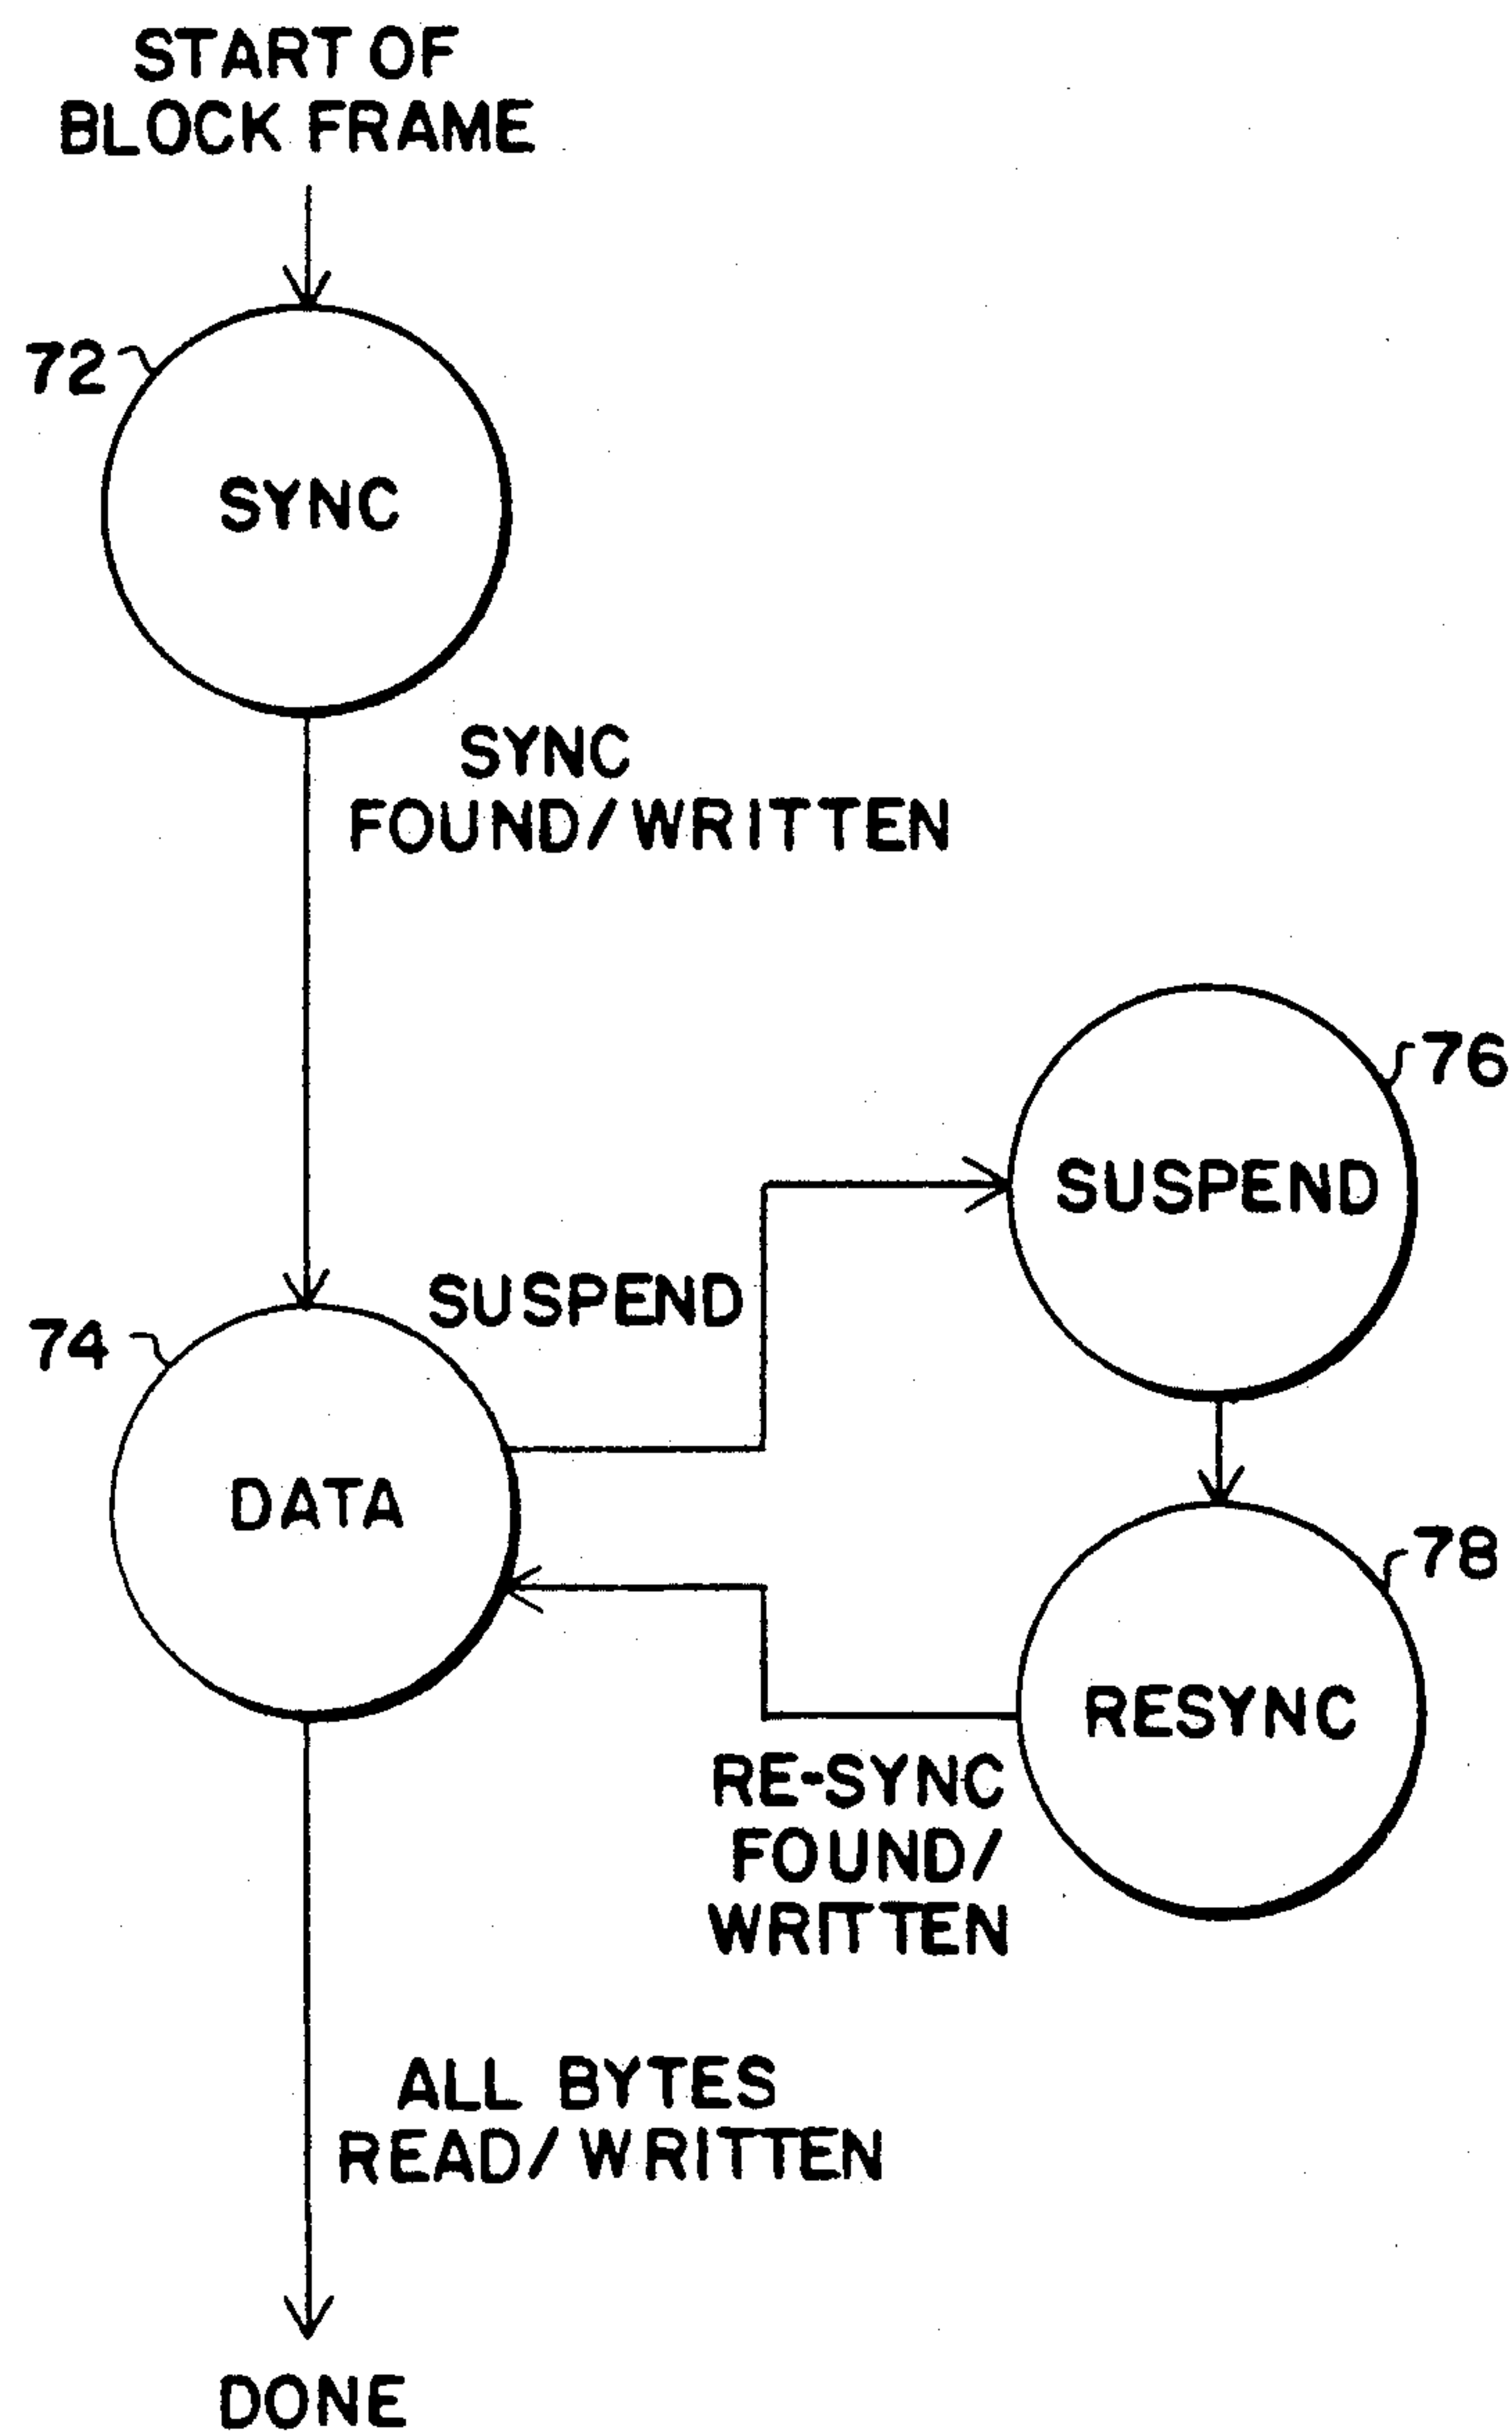 START OF
BLOCK FRAME
72
SYNC
SYNC
FOUND/WRITTEN
76
SUSPEND
SUSPEND
74
DATA
78
RESYNC
RE-SYNC
FOUND/
WRITTEN
ALL BYTES
READ/WRITTEN
DONE